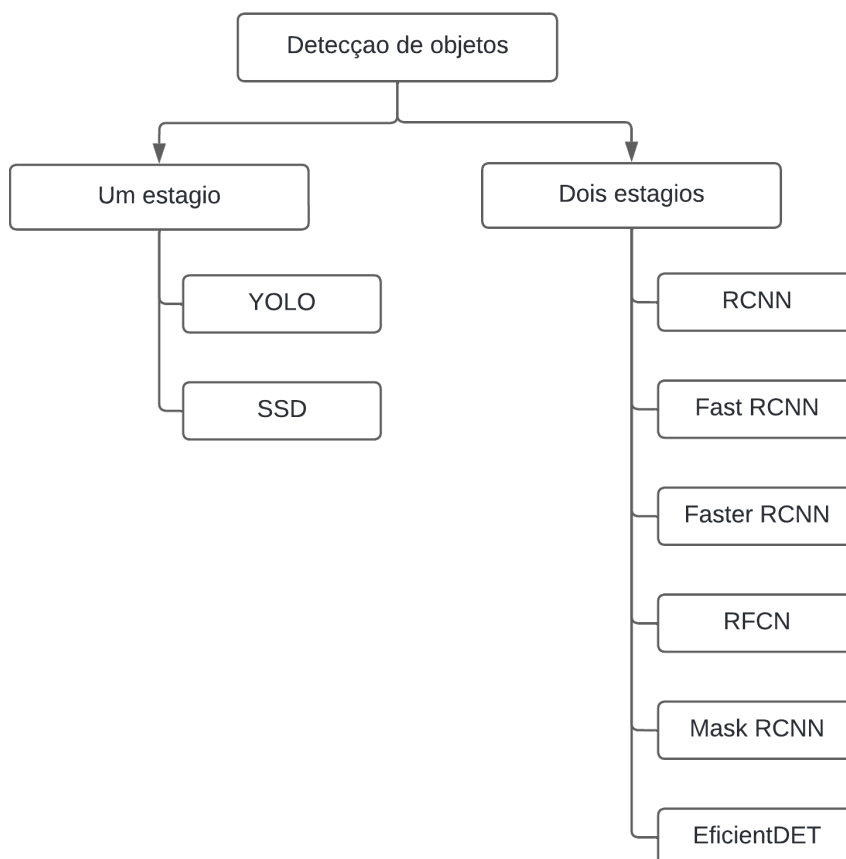 Detecçao de objetos
Um estagio
Dois estagios
YOLO
RCNN
SSD
Fast RCNN
Faster RCNN
RFCN
Mask RCNN
EficientDET